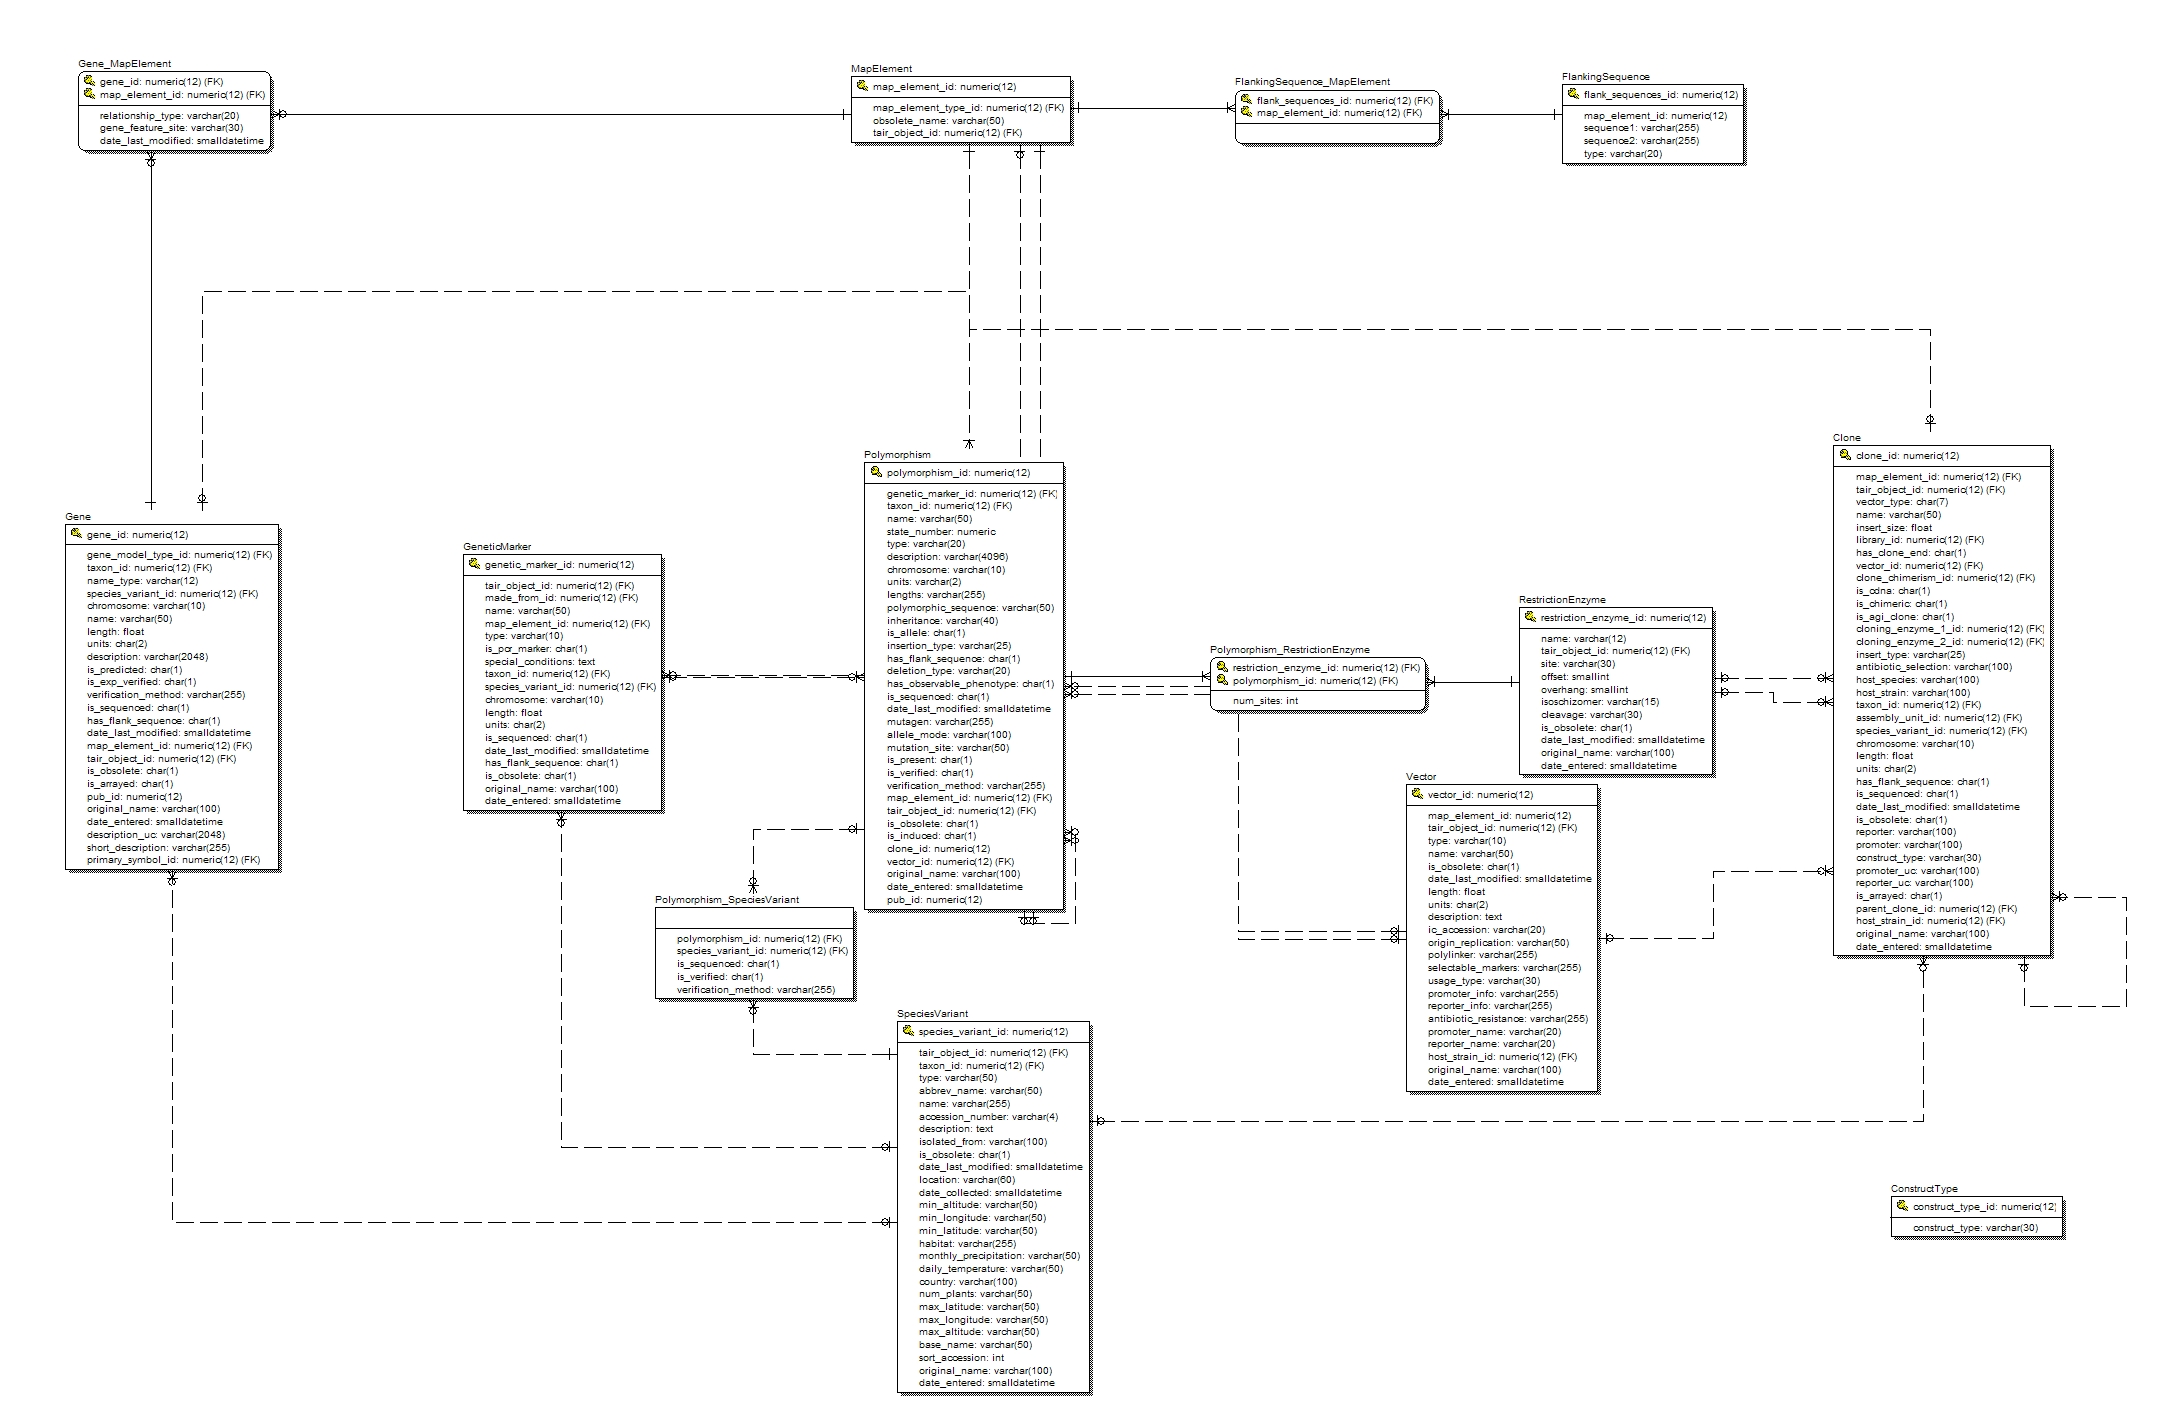 Gene_MapElement
gene_id: numeric(12) (FK)
map_element_id: numeric(12) (FK)
relationship_type: varchar(20)
gene_feature_site: varchar(30)
date_last_modified: smalldatetime
MapElement
map_element_id: numeric(12)
map_element_type_id: numeric(12) (FK)
obsolete_name: varchar(50)
tair_object_id: numeric(12) (FK)
FlankingSequence_MapElement
flank_sequences_id: numeric(12) (FK)
map_element_id: numeric(12) (FK)
FlankingSequence
flank_sequences_id: numeric(12)
map_element_id: numeric(12)
sequence1: varchar(255)
sequence2: varchar(255)
type: varchar(20)
Gene
gene_id: numeric(12)
gene_model_type_id: numeric(12) (FK)
taxon_id: numeric(12) (FK)
name_type: varchar(12)
species_variant_id: numeric(12) (FK)
chromosome: varchar(10)
name: varchar(50)
length: float
units: char(2)
description: varchar(2048)
is_predicted: char(1)
is_exp_verified: char(1)
verification_method: varchar(255)
is_sequenced: char(1)
has_flank_sequence: char(1)
date_last_modified: smalldatetime
map_element_id: numeric(12) (FK)
tair_object_id: numeric(12) (FK)
is_obsolete: char(1)
is_arrayed: char(1)
pub_id: numeric(12)
original_name: varchar(100)
date_entered: smalldatetime
description_uc: varchar(2048)
short_description: varchar(255)
primary_symbol_id: numeric(12) (FK)
GeneticMarker
genetic_marker_id: numeric(12)
tair_object_id: numeric(12) (FK)
made_from_id: numeric(12) (FK)
name: varchar(50)
map_element_id: numeric(12) (FK)
type: varchar(10)
is_pcr_marker: char(1)
special_conditions: text
taxon_id: numeric(12) (FK)
species_variant_id: numeric(12) (FK)
chromosome: varchar(10)
length: float
units: char(2)
is_sequenced: char(1)
date_last_modified: smalldatetime
has_flank_sequence: char(1)
is_obsolete: char(1)
original_name: varchar(100)
date_entered: smalldatetime
Polymorphism
polymorphism_id: numeric(12)
genetic_marker_id: numeric(12) (FK)
taxon_id: numeric(12) (FK)
name: varchar(50)
state_number: numeric
type: varchar(20)
description: varchar(4096)
chromosome: varchar(10)
units: varchar(2)
lengths: varchar(255)
polymorphic_sequence: varchar(50)
inheritance: varchar(40)
is_allele: char(1)
insertion_type: varchar(25)
has_flank_sequence: char(1)
deletion_type: varchar(20)
has_observable_phenotype: char(1)
is_sequenced: char(1)
date_last_modified: smalldatetime
mutagen: varchar(255)
allele_mode: varchar(100)
mutation_site: varchar(50)
is_present: char(1)
is_verified: char(1)
verification_method: varchar(255)
map_element_id: numeric(12) (FK)
tair_object_id: numeric(12) (FK)
is_obsolete: char(1)
is_induced: char(1)
clone_id: numeric(12)
vector_id: numeric(12) (FK)
original_name: varchar(100)
date_entered: smalldatetime
pub_id: numeric(12)
Polymorphism_RestrictionEnzyme
restriction_enzyme_id: numeric(12) (FK)
polymorphism_id: numeric(12) (FK)
num_sites: int
RestrictionEnzyme
restriction_enzyme_id: numeric(12)
name: varchar(12)
tair_object_id: numeric(12) (FK)
site: varchar(30)
offset: smallint
overhang: smallint
isoschizomer: varchar(15)
cleavage: varchar(30)
is_obsolete: char(1)
date_last_modified: smalldatetime
original_name: varchar(100)
date_entered: smalldatetime
Clone
clone_id: numeric(12)
map_element_id: numeric(12) (FK)
tair_object_id: numeric(12) (FK)
vector_type: char(7)
name: varchar(50)
insert_size: float
library_id: numeric(12) (FK)
has_clone_end: char(1)
vector_id: numeric(12) (FK)
clone_chimerism_id: numeric(12) (FK)
is_cdna: char(1)
is_chimeric: char(1)
is_agi_clone: char(1)
cloning_enzyme_1_id: numeric(12) (FK)
cloning_enzyme_2_id: numeric(12) (FK)
insert_type: varchar(25)
antibiotic_selection: varchar(100)
host_species: varchar(100)
host_strain: varchar(100)
taxon_id: numeric(12) (FK)
assembly_unit_id: numeric(12) (FK)
species_variant_id: numeric(12) (FK)
chromosome: varchar(10)
length: float
units: char(2)
has_flank_sequence: char(1)
is_sequenced: char(1)
date_last_modified: smalldatetime
is_obsolete: char(1)
reporter: varchar(100)
promoter: varchar(100)
construct_type: varchar(30)
promoter_uc: varchar(100)
reporter_uc: varchar(100)
is_arrayed: char(1)
parent_clone_id: numeric(12) (FK)
host_strain_id: numeric(12) (FK)
original_name: varchar(100)
date_entered: smalldatetime
Vector
vector_id: numeric(12)
map_element_id: numeric(12)
tair_object_id: numeric(12) (FK)
type: varchar(10)
name: varchar(50)
is_obsolete: char(1)
date_last_modified: smalldatetime
length: float
units: char(2)
description: text
ic_accession: varchar(20)
origin_replication: varchar(50)
polylinker: varchar(255)
selectable_markers: varchar(255)
usage_type: varchar(30)
promoter_info: varchar(255)
reporter_info: varchar(255)
antibiotic_resistance: varchar(255)
promoter_name: varchar(20)
reporter_name: varchar(20)
host_strain_id: numeric(12) (FK)
original_name: varchar(100)
date_entered: smalldatetime
Polymorphism_SpeciesVariant
polymorphism_id: numeric(12) (FK)
species_variant_id: numeric(12) (FK)
is_sequenced: char(1)
is_verified: char(1)
verification_method: varchar(255)
SpeciesVariant
species_variant_id: numeric(12)
tair_object_id: numeric(12) (FK)
taxon_id: numeric(12) (FK)
type: varchar(50)
abbrev_name: varchar(50)
name: varchar(255)
accession_number: varchar(4)
description: text
isolated_from: varchar(100)
is_obsolete: char(1)
date_last_modified: smalldatetime
location: varchar(60)
date_collected: smalldatetime
min_altitude: varchar(50)
min_longitude: varchar(50)
min_latitude: varchar(50)
habitat: varchar(255)
monthly_precipitation: varchar(50)
daily_temperature: varchar(50)
country: varchar(100)
num_plants: varchar(50)
max_latitude: varchar(50)
max_longitude: varchar(50)
max_altitude: varchar(50)
base_name: varchar(50)
sort_accession: int
original_name: varchar(100)
date_entered: smalldatetime
ConstructType
construct_type_id: numeric(12)
construct_type: varchar(30)